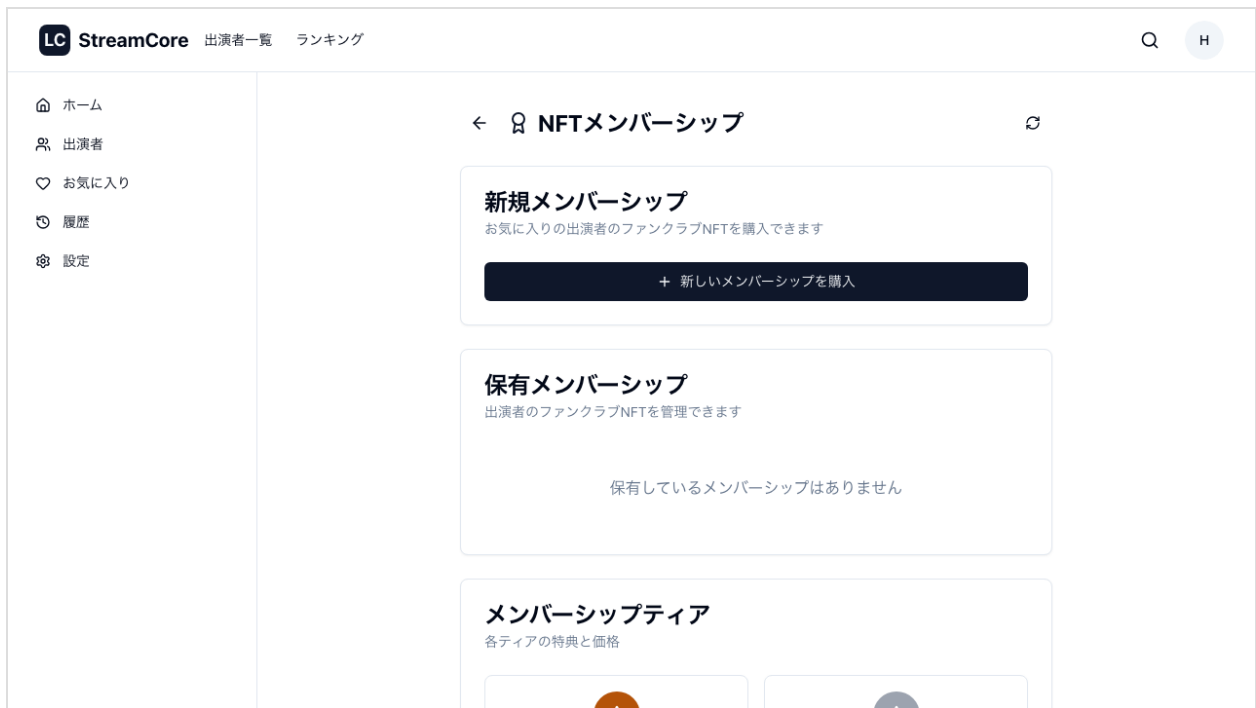 LC StreamCore 出演者一覧 ランキング H
ホーム
出演者
お気に入り
履歴
設定
NFTメンバーシップ
新規メンバーシップ
お気に入りの出演者のファンクラブNFTを購入できます
+ 新しいメンバーシップを購入
保有メンバーシップ
出演者のファンクラブNFTを管理できます
保有しているメンバーシップはありません
メンバーシップティア
各ティアの特典と価格